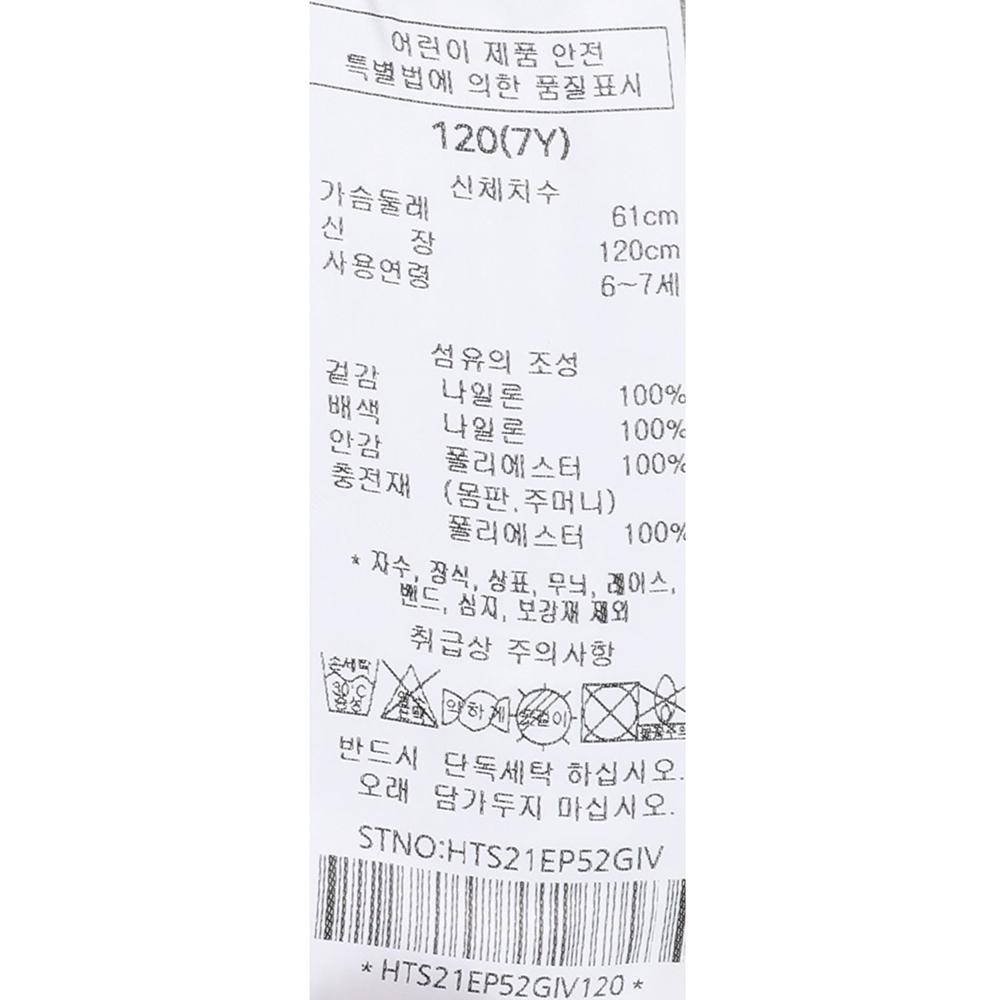 어린이 제품 안전
특별법에 의한 품질표시
120(7Y)
신체치수
가슴둘레 61cm
신 장 120cm
사용연령 6~7세
섬유의 조성
겉감 나일론 100%
배색 나일론 100%
안감 폴리에스터 100%
충전재 (몸판.주머니)
폴리에스터 100%
* 자수, 장식, 상표, 무늬, 레이스,
밴드, 심지, 보강재 제외
취급상 주의사항
손세탁
30°C
중성
약하게
옷걸이
반드시 단독세탁 하십시오.
오래 담가두지 마십시오.
STNO:HTS21EP52GIV
*HTS21EP52GIV120*